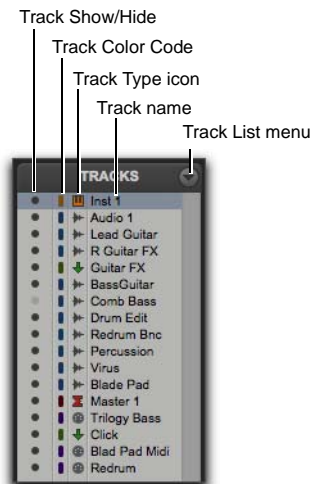 Track Show/Hide
Track Color Code
Track Type icon
Track name
Track List menu
TRACKS
Inst 1
Audio 1
Lead Guitar
R Guitar FX
Guitar FX
BassGuitar
Comb Bass
Drum Edit
Redrum Bnc
Percussion
Virus
Blade Pad
Master 1
Trilogy Bass
Click
Blad Pad Midi
Redrum